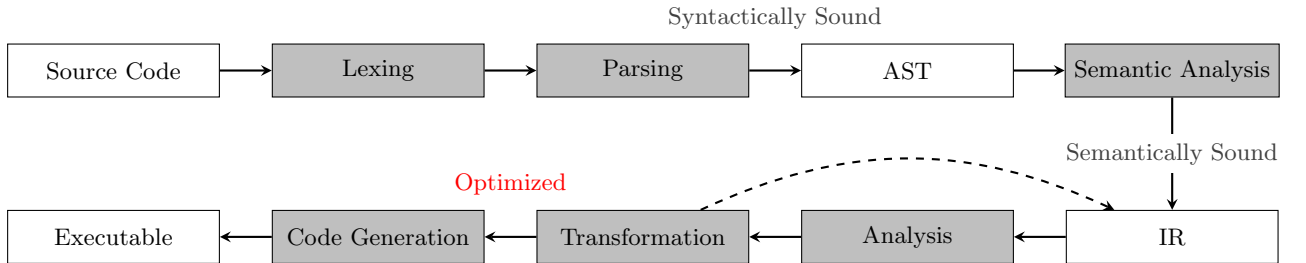 Syntactically Sound
Source Code
Lexing
Parsing
AST
Semantic Analysis
Semantically Sound
Optimized
Executable
Code Generation
Transformation
Analysis
IR